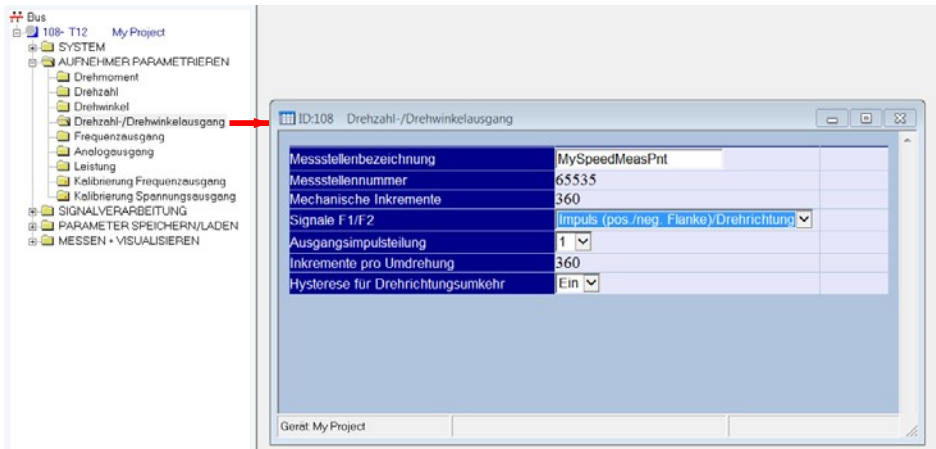 Bus
108- T12 My Project
SYSTEM
AUFNEHMER PARAMETRIEREN
Drehmoment
Drehzahl
Drehwinkel
Drehzahl-/Drehwinkelausgang
Frequenzausgang
Analogausgang
Leistung
Kalibrierung Frequenzausgang
Kalibrierung Spannungsausgang
SIGNALVERARBEITUNG
PARAMETER SPEICHERN/LADEN
MESSEN + VISUALISIEREN
ID:108 Drehzahl-/Drehwinkelausgang
Messstellenbezeichnung MySpeedMeasPnt
Messstellennummer 65535
Mechanische Inkremente 360
Signale F1/F2 Impuls (pos./neg. Flanke)/Drehrichtung
Ausgangsimpulsteilung 1
Inkremente pro Umdrehung 360
Hysterese für Drehrichtungsumkehr Ein
Gerät: My Project